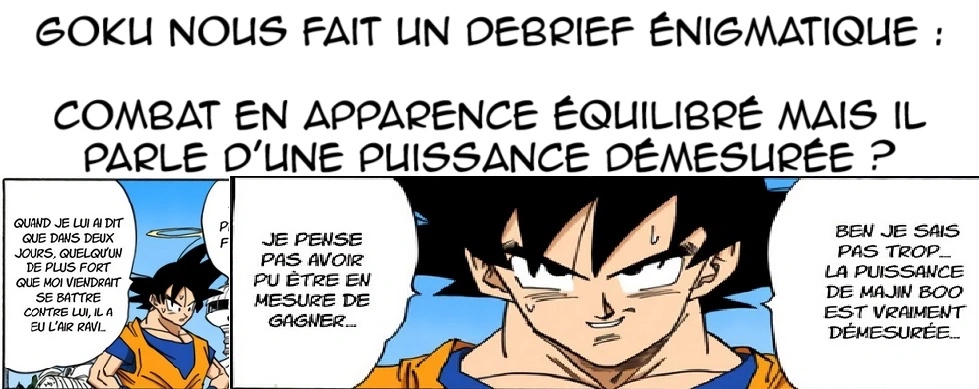 GOKU NOUS FAIT UN DEBRIEF ÉNIGMATIQUE :
COMBAT EN APPARENCE ÉQUILIBRÉ MAIS IL
PARLE D'UNE PUISSANCE DÉMESURÉE ?
QUAND JE LUI AI DIT
QUE DANS DEUX
JOURS, QUELQU'UN
DE PLUS FORT
QUE MOI VIENDRAIT
SE BATTRE
CONTRE LUI, IL A
EU L'AIR RAVI...
JE PENSE
PAS AVOIR
PU ÊTRE EN
MESURE DE
GAGNER...
BEN JE SAIS
PAS TROP...
LA PUISSANCE
DE MAJIN BOO
EST VRAIMENT
DÉMESURÉE...